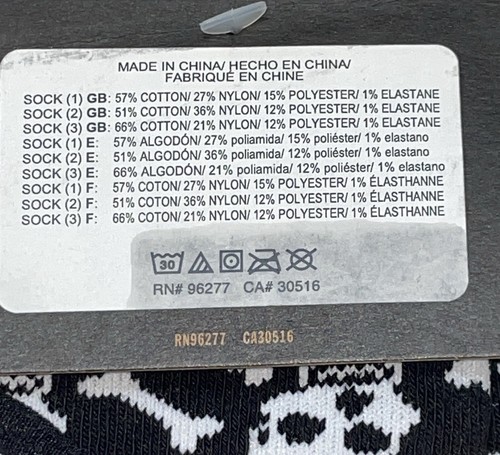 MADE IN CHINA/ HECHO EN CHINA/
FABRIQUÉ EN CHINE
SOCK (1) GB: 57% COTTON/ 27% NYLON/ 15% POLYESTER/ 1% ELASTANE
SOCK (2) GB: 51% COTTON/ 36% NYLON/ 12% POLYESTER/ 1% ELASTANE
SOCK (3) GB: 66% COTTON/ 21% NYLON/ 12% POLYESTER/ 1% ELASTANE
SOCK (1) E: 57% ALGODÓN/ 27% poliamida/ 15% poliéster/ 1% elastano
SOCK (2) E: 51% ALGODÓN/ 36% poliamida/ 12% poliéster/ 1% elastano
SOCK (3) E: 66% ALGODÓN/ 21% poliamida/ 12% poliéster/ 1% elastano
SOCK (1) F: 57% COTON/ 27% NYLON/ 15% POLYESTER/ 1% ÉLASTHANNE
SOCK (2) F: 51% COTON/ 36% NYLON/ 12% POLYESTER/ 1% ÉLASTHANNE
SOCK (3) F: 66% COTON/ 21% NYLON/ 12% POLYESTER/ 1% ÉLASTHANNE
30
RN# 96277 CA# 30516
RN96277 CA30516